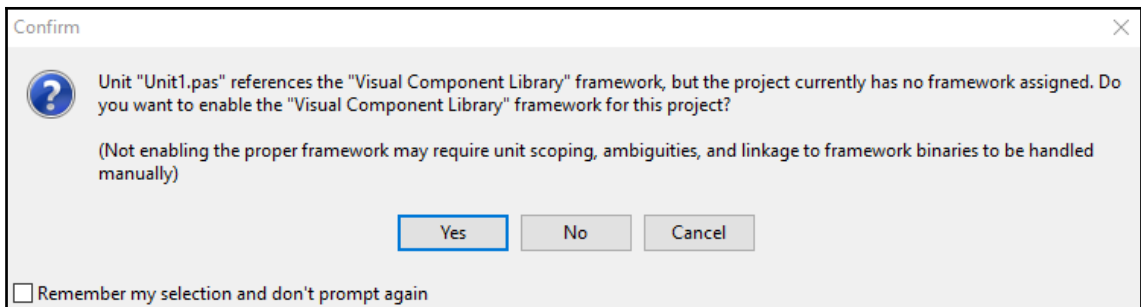 Confirm
Unit "Unit1.pas" references the "Visual Component Library" framework, but the project currently has no framework assigned. Do
you want to enable the "Visual Component Library" framework for this project?
(Not enabling the proper framework may require unit scoping, ambiguities, and linkage to framework binaries to be handled
manually)
Yes No Cancel
Remember my selection and don't prompt again